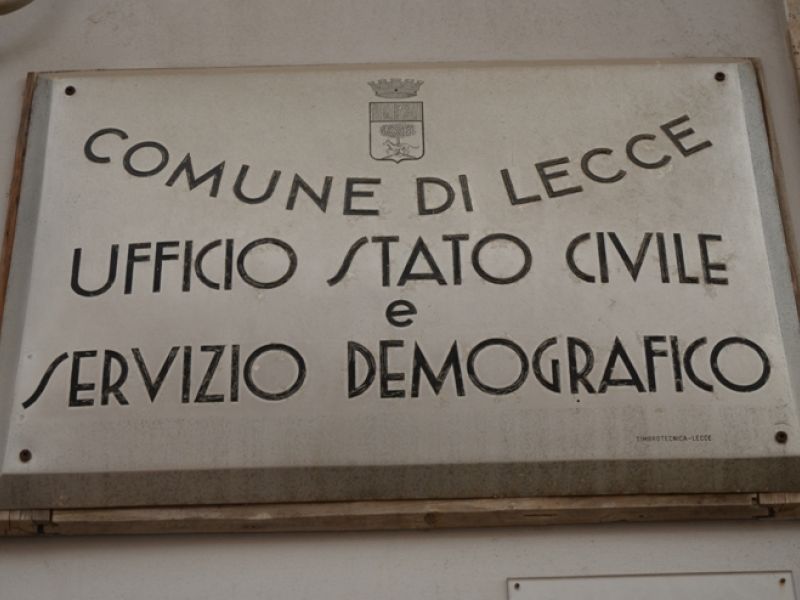 COMUNE DI LECCE
UFFICIO STATO CIVILE
e
SERVIZIO DEMOGRAFICO
TIMBROTECNICA-LECCE